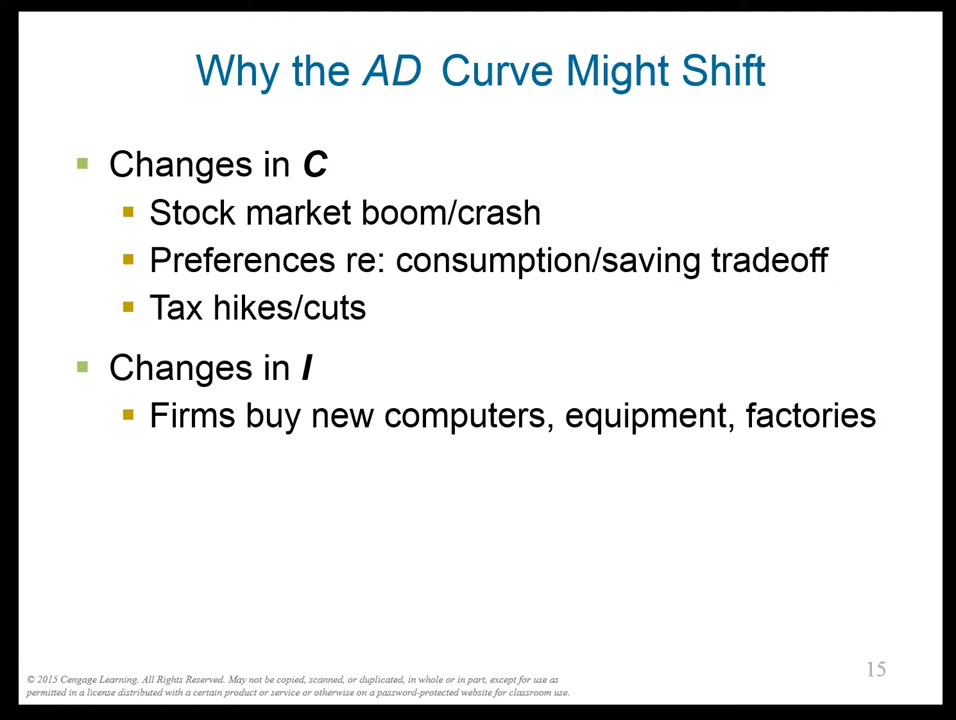 Why the AD Curve Might Shift
Changes in C
Stock market boom/crash
Preferences re: consumption/saving tradeoff
Tax hikes/cuts
Changes in I
Firms buy new computers, equipment, factories
15
© 2015 Cengage Learning. All Rights Reserved. May not be copied, scanned, or duplicated, in whole or in part, except for use as
permitted in a license distributed with a certain product or service or otherwise on a password-protected website for classroom use.